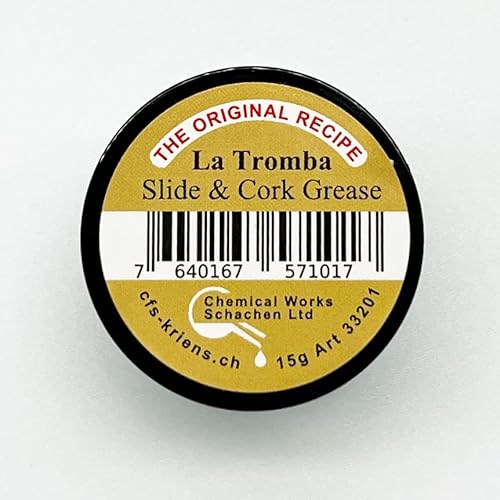 THE ORIGINAL RECIPE
La Tromba
Slide & Cork Grease
7 640167 571017
Chemical Works
Schachen Ltd
cfs-kriens.ch
15g Art 33201